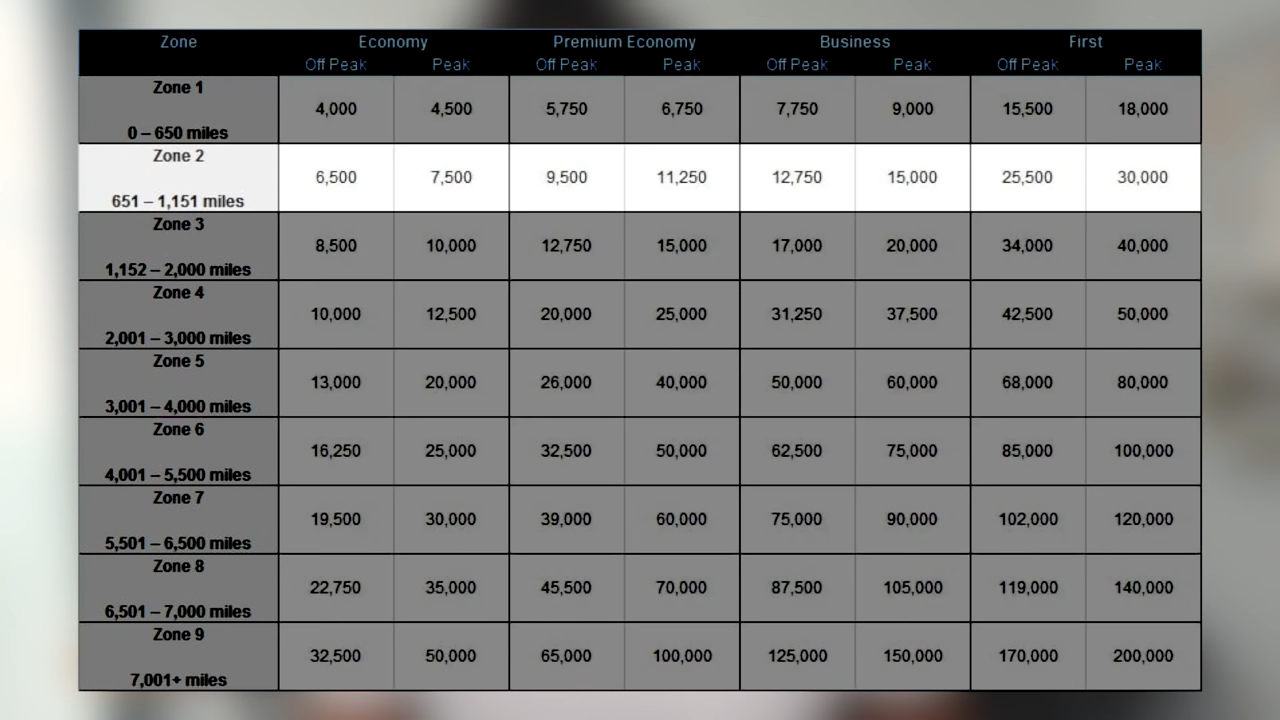 Zone Economy Premium Economy Business First
Off Peak Peak Off Peak Peak Off Peak Peak Off Peak Peak
Zone 1
4,000 4,500 5,750 6,750 7,750 9,000 15,500 18,000
0 – 650 miles
Zone 2
6,500 7,500 9,500 11,250 12,750 15,000 25,500 30,000
651 – 1,151 miles
Zone 3
8,500 10,000 12,750 15,000 17,000 20,000 34,000 40,000
1,152 – 2,000 miles
Zone 4
10,000 12,500 20,000 25,000 31,250 37,500 42,500 50,000
2,001 – 3,000 miles
Zone 5
13,000 20,000 26,000 40,000 50,000 60,000 68,000 80,000
3,001 – 4,000 miles
Zone 6
16,250 25,000 32,500 50,000 62,500 75,000 85,000 100,000
4,001 – 5,500 miles
Zone 7
19,500 30,000 39,000 60,000 75,000 90,000 102,000 120,000
5,501 – 6,500 miles
Zone 8
22,750 35,000 45,500 70,000 87,500 105,000 119,000 140,000
6,501 – 7,000 miles
Zone 9
32,500 50,000 65,000 100,000 125,000 150,000 170,000 200,000
7,001+ miles